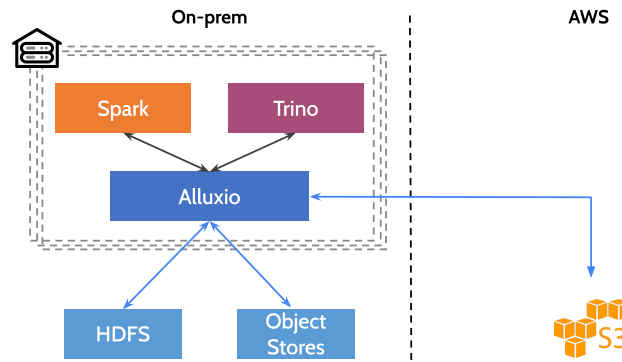 On-prem
AWS
Spark
Trino
Alluxio
HDFS
Object
Stores
S3